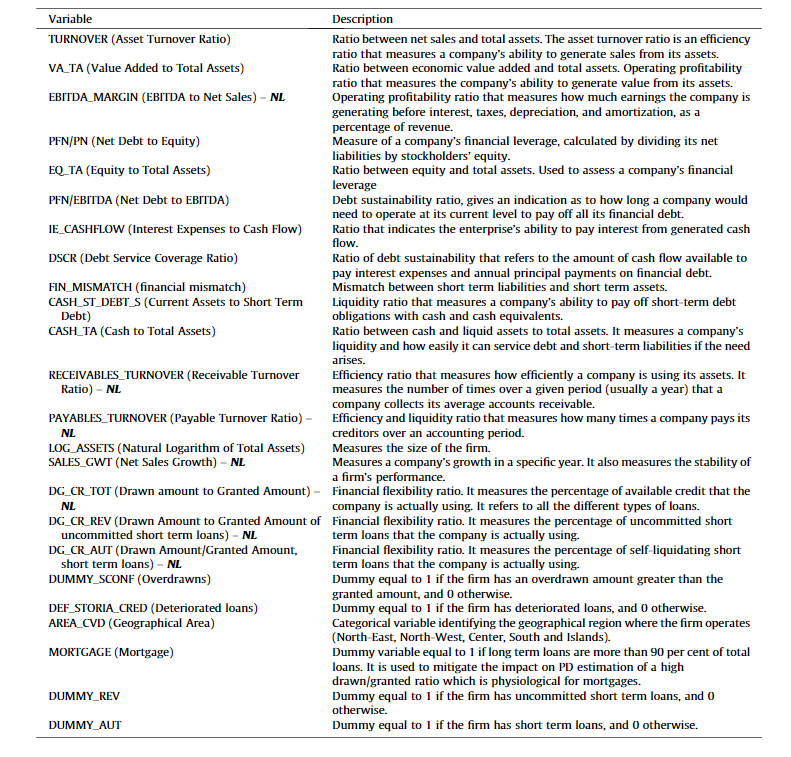 Variable Description
TURNOVER (Asset Turnover Ratio) Ratio between net sales and total assets. The asset turnover ratio is an efficiency
ratio that measures a company's ability to generate sales from its assets.
VA_TA (Value Added to Total Assets) Ratio between economic value added and total assets. Operating profitability
ratio that measures the company's ability to generate value from its assets.
EBITDA_MARGIN (EBITDA to Net Sales) – NL Operating profitability ratio that measures how much earnings the company is
generating before interest, taxes, depreciation, and amortization, as a
percentage of revenue.
PFN/PN (Net Debt to Equity) Measure of a company's financial leverage, calculated by dividing its net
liabilities by stockholders' equity.
EQ_TA (Equity to Total Assets) Ratio between equity and total assets. Used to assess a company's financial
leverage
PFN/EBITDA (Net Debt to EBITDA) Debt sustainability ratio, gives an indication as to how long a company would
need to operate at its current level to pay off all its financial debt.
IE_CASHFLOW (Interest Expenses to Cash Flow) Ratio that indicates the enterprise's ability to pay interest from generated cash
flow.
DSCR (Debt Service Coverage Ratio) Ratio of debt sustainability that refers to the amount of cash flow available to
pay interest expenses and annual principal payments on financial debt.
FIN_MISMATCH (financial mismatch) Mismatch between short term liabilities and short term assets.
CASH_ST_DEBT_S (Current Assets to Short Term Liquidity ratio that measures a company's ability to pay off short-term debt
Debt) obligations with cash and cash equivalents.
CASH_TA (Cash to Total Assets) Ratio between cash and liquid assets to total assets. It measures a company's
liquidity and how easily it can service debt and short-term liabilities if the need
arises.
RECEIVABLES_TURNOVER (Receivable Turnover Efficiency ratio that measures how efficiently a company is using its assets. It
Ratio) – NL measures the number of times over a given period (usually a year) that a
company collects its average accounts receivable.
PAYABLES_TURNOVER (Payable Turnover Ratio) – Efficiency and liquidity ratio that measures how many times a company pays its
NL creditors over an accounting period.
LOG_ASSETS (Natural Logarithm of Total Assets) Measures the size of the firm.
SALES_GWT (Net Sales Growth) – NL Measures a company's growth in a specific year. It also measures the stability of
a firm's performance.
DG_CR_TOT (Drawn amount to Granted Amount) – Financial flexibility ratio. It measures the percentage of available credit that the
NL company is actually using. It refers to all the different types of loans.
DG_CR_REV (Drawn Amount to Granted Amount of Financial flexibility ratio. It measures the percentage of uncommitted short
uncommitted short term loans) – NL term loans that the company is actually using.
DG_CR_AUT (Drawn Amount/Granted Amount, Financial flexibility ratio. It measures the percentage of self-liquidating short
short term loans) – NL term loans that the company is actually using.
DUMMY_SCONF (Overdrawns) Dummy equal to 1 if the firm has an overdrawn amount greater than the
granted amount, and 0 otherwise.
DEF_STORIA_CRED (Deteriorated loans) Dummy equal to 1 if the firm has deteriorated loans, and 0 otherwise.
AREA_CVD (Geographical Area) Categorical variable identifying the geographical region where the firm operates
(North-East, North-West, Center, South and Islands).
MORTGAGE (Mortgage) Dummy variable equal to 1 if long term loans are more than 90 per cent of total
loans. It is used to mitigate the impact on PD estimation of a high
drawn/granted ratio which is physiological for mortgages.
DUMMY_REV Dummy equal to 1 if the firm has uncommitted short term loans, and 0
otherwise.
DUMMY_AUT Dummy equal to 1 if the firm has short term loans, and 0 otherwise.